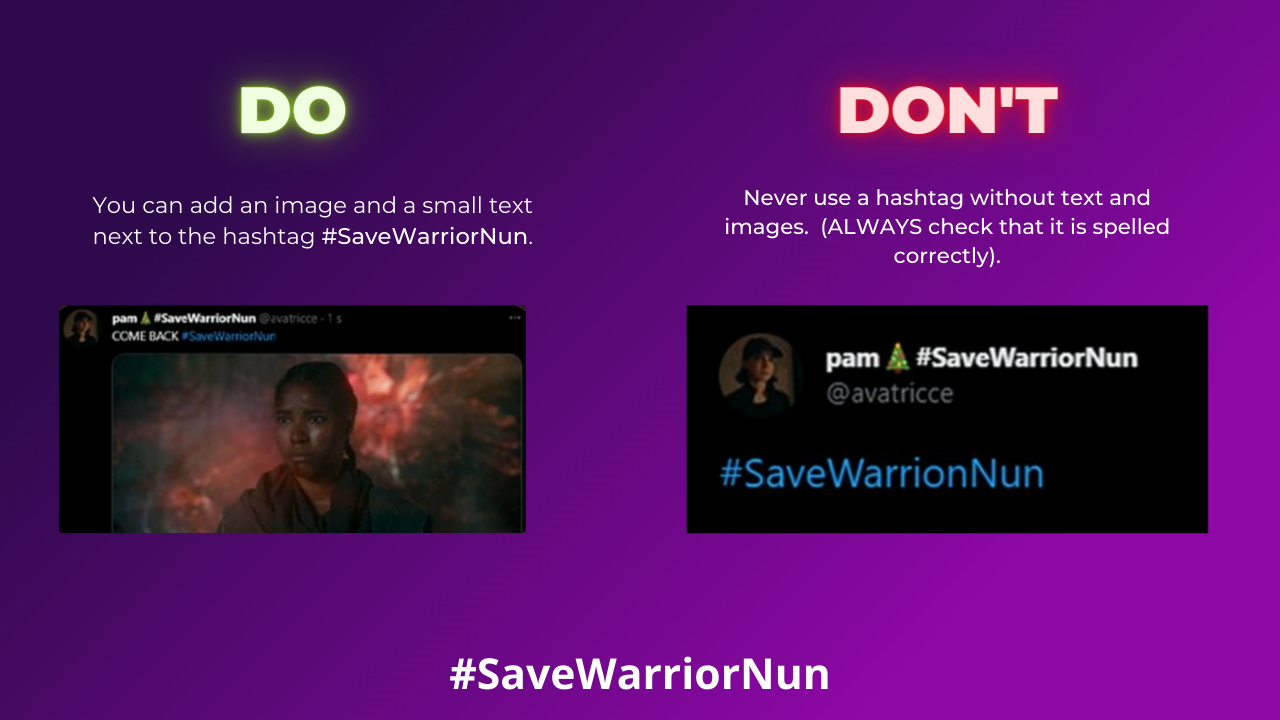 DO
You can add an image and a small text
next to the hashtag #SaveWarriorNun.
pam🎄#SaveWarriorNun @avatricce · 1 s
COME BACK #SaveWarriorNun
DON'T
Never use a hashtag without text and
images.  (ALWAYS check that it is spelled
correctly).
pam🎄#SaveWarriorNun
@avatricce
#SaveWarrionNun
#SaveWarriorNun